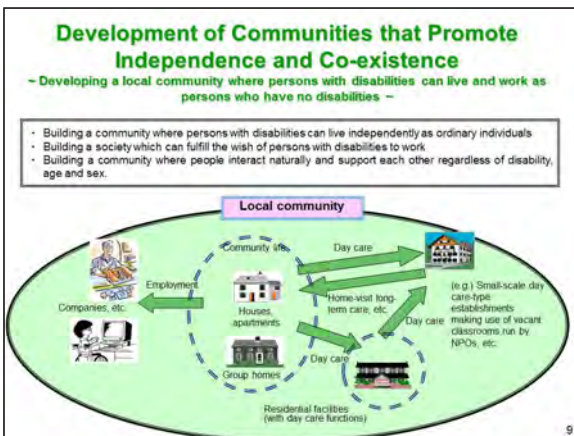 Development of Communities that Promote
Independence and Co-existence
~ Developing a local community where persons with disabilities can live and work as
persons who have no disabilities ~
・ Building a community where persons with disabilities can live independently as ordinary individuals
・ Building a society which can fulfill the wish of persons with disabilities to work
・ Building a community where people interact naturally and support each other regardless of disability,
age and sex.
Local community
Community life
Day care
Employment
Companies, etc.
Houses,
apartments
Home-visit long-
term care, etc.
(e.g.) Small-scale day
care-type
establishments
making use of vacant
classrooms run by
NPOs, etc.
Day care
Day care
Group homes
Residential facilities
(with day care functions)
9